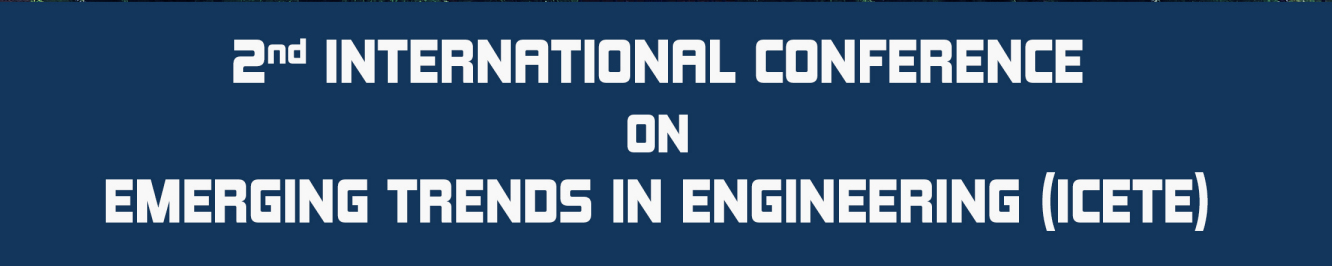 2nd INTERNATIONAL CONFERENCE
ON
EMERGING TRENDS IN ENGINEERING (ICETE)